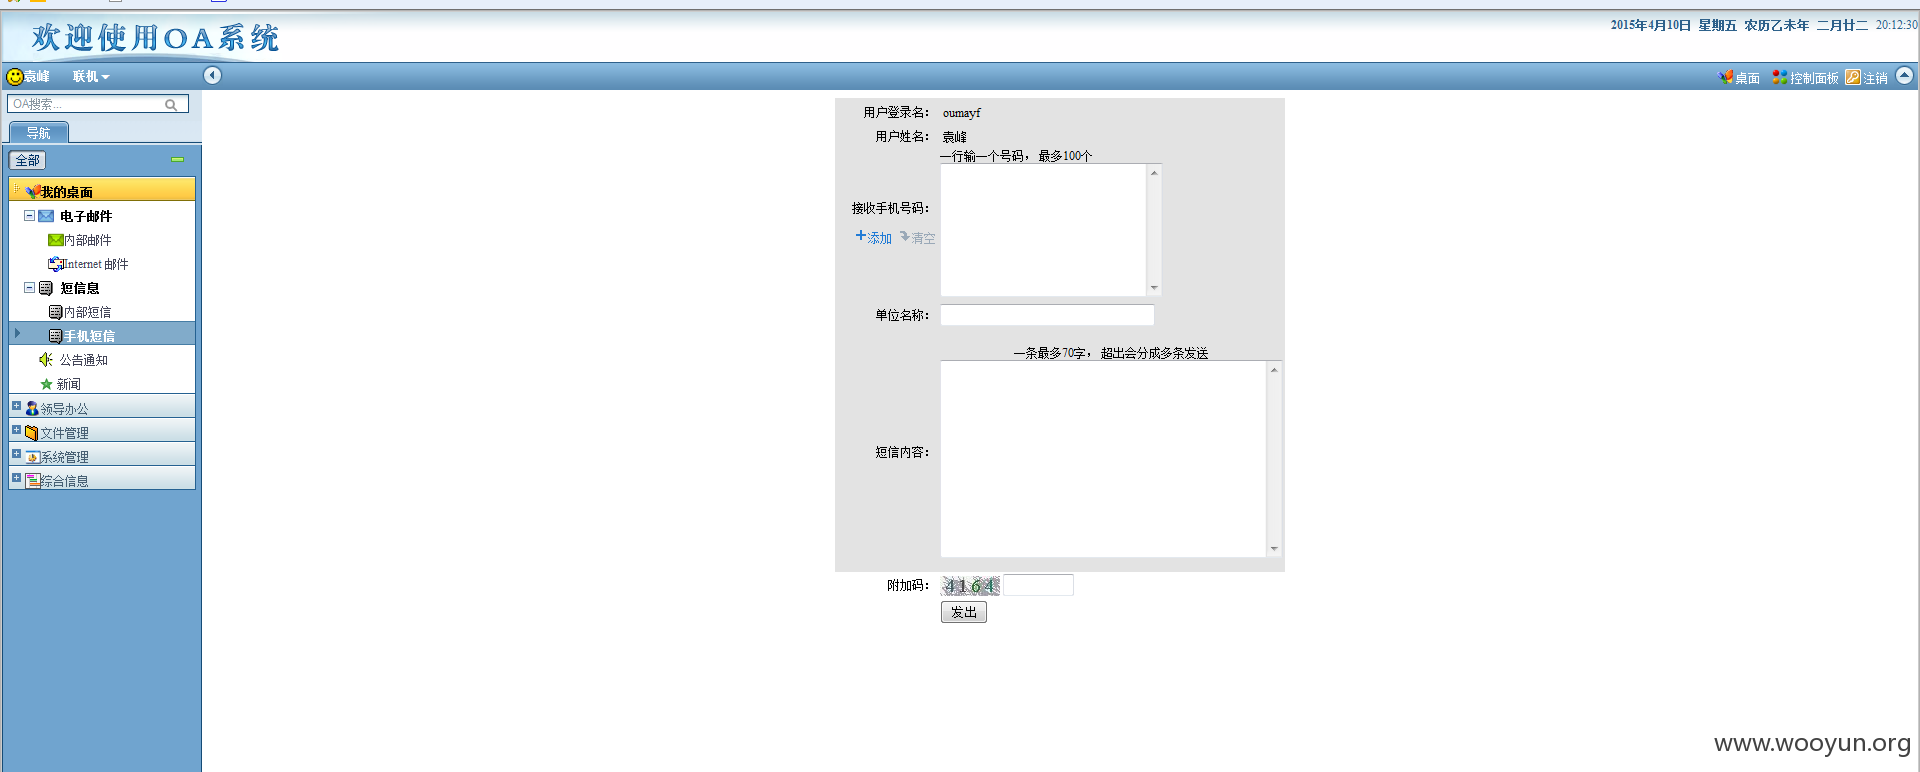 欢迎使用OA系统
2015年4月10日 星期五 农历乙未年 二月廿二 20:12:30
袁峰 联机
桌面 控制面板 注销
OA搜索...
导航
全部
我的桌面
电子邮件
内部邮件
Internet 邮件
短信息
内部短信
手机短信
公告通知
新闻
领导办公
文件管理
系统管理
综合信息
用户登录名： oumayf
用户姓名： 袁峰
一行输一个号码， 最多100个
接收手机号码：
添加 清空
单位名称：
一条最多70字， 超出会分成多条发送
短信内容：
附加码： 4164
发出
www.wooyun.org